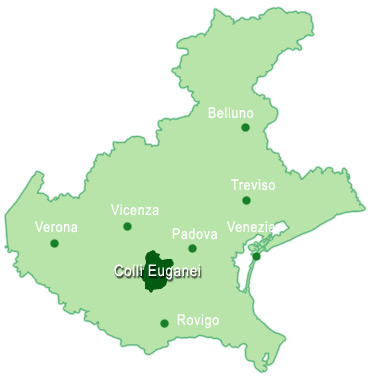 Belluno
Treviso
Vicenza
Verona
Padova
Venezia
Colli Euganei
Rovigo